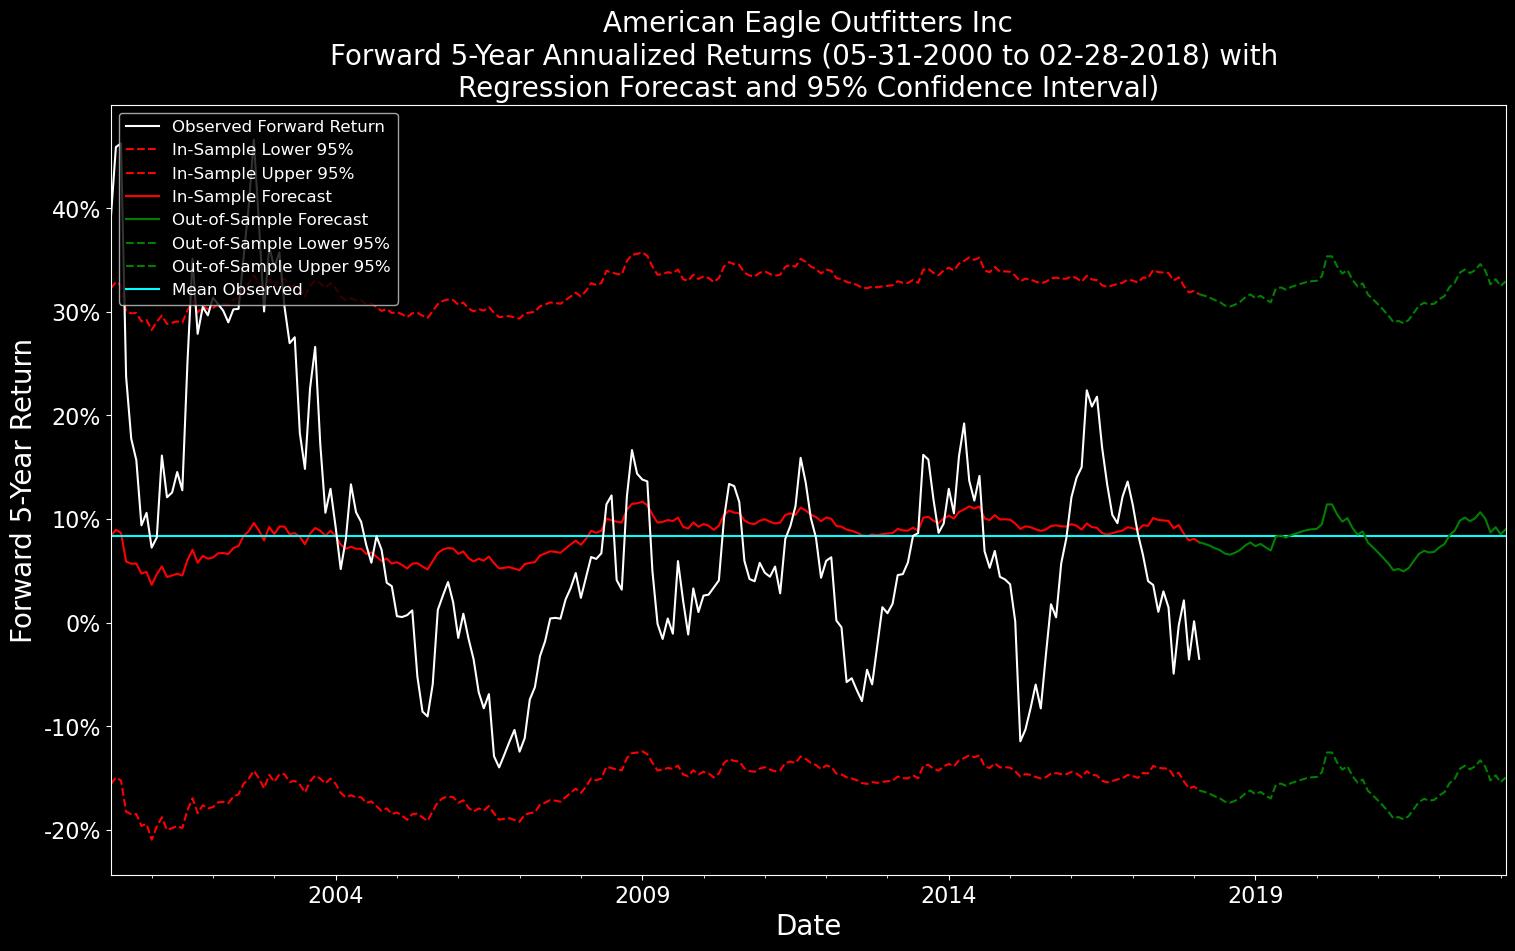 American Eagle Outfitters Inc
Forward 5-Year Annualized Returns (05-31-2000 to 02-28-2018) with
Regression Forecast and 95% Confidence Interval)
Observed Forward Return
In-Sample Lower 95%
In-Sample Upper 95%
In-Sample Forecast
Out-of-Sample Forecast
Out-of-Sample Lower 95%
Out-of-Sample Upper 95%
Mean Observed
Forward 5-Year Return
40%
30%
20%
10%
0%
-10%
-20%
2004 2009 2014 2019
Date